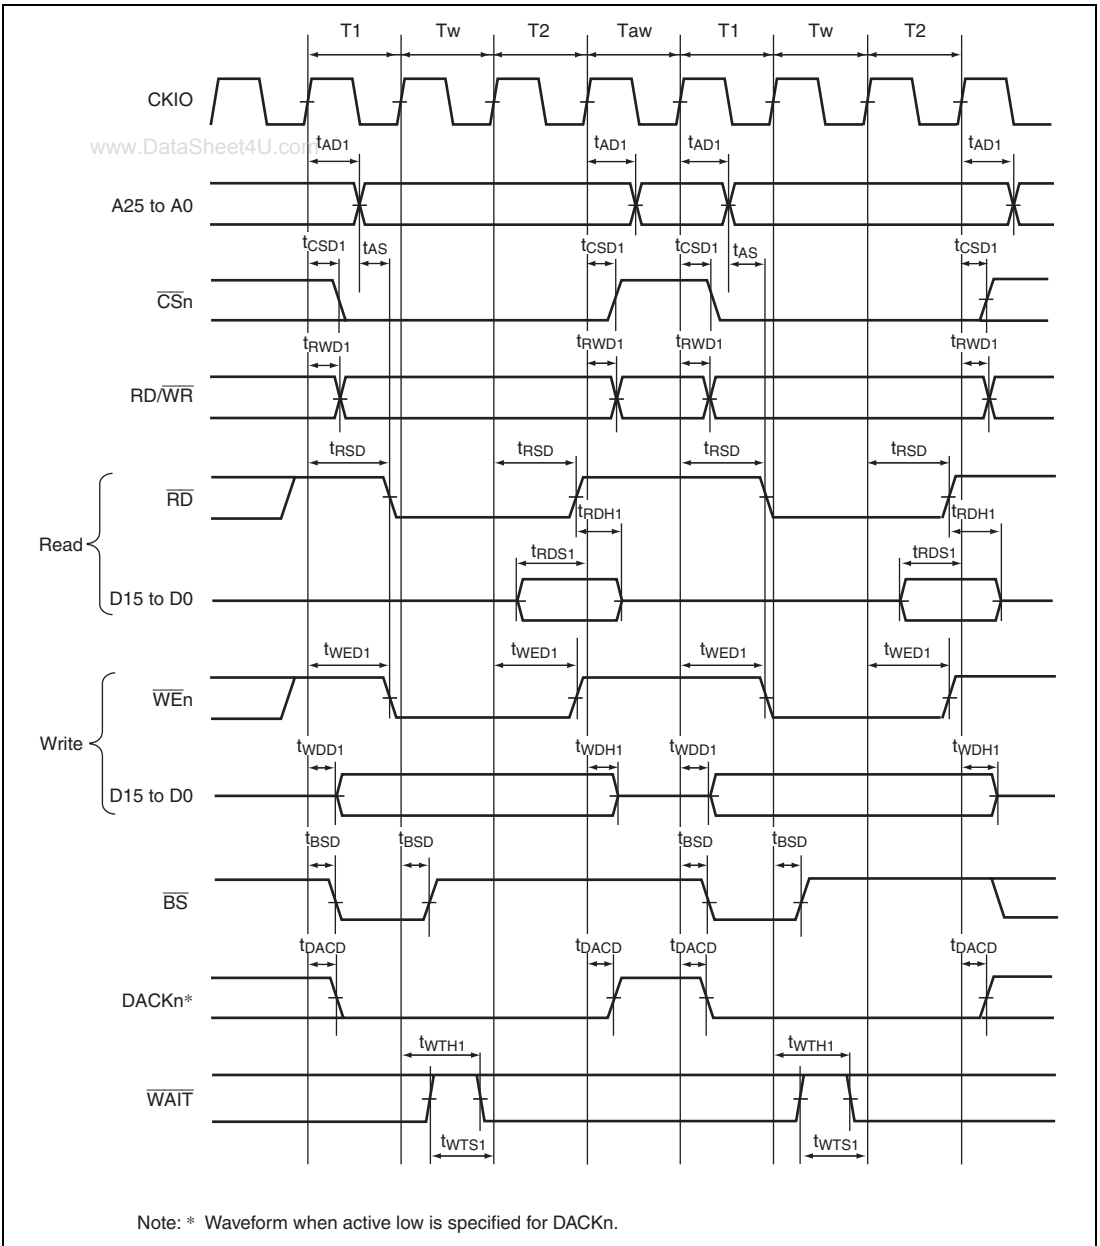 T1 Tw T2 Taw T1 Tw T2
CKIO
www.DataSheet4U.com
tAD1 tAD1 tAD1 tAD1
A25 to A0
tCSD1 tAS tCSD1 tCSD1 tAS tCSD1
CSn
tRWD1 tRWD1 tRWD1 tRWD1
RD/WR
tRSD tRSD tRSD tRSD
RD
tRDH1 tRDH1
Read
tRDS1 tRDS1
D15 to D0
tWED1 tWED1 tWED1 tWED1
WEn
Write
tWDD1 tWDH1 tWDD1 tWDH1
D15 to D0
tBSD tBSD tBSD tBSD
BS
tDACD tDACD tDACD tDACD
DACKn*
tWTH1 tWTH1
WAIT
tWTS1 tWTS1
Note: * Waveform when active low is specified for DACKn.